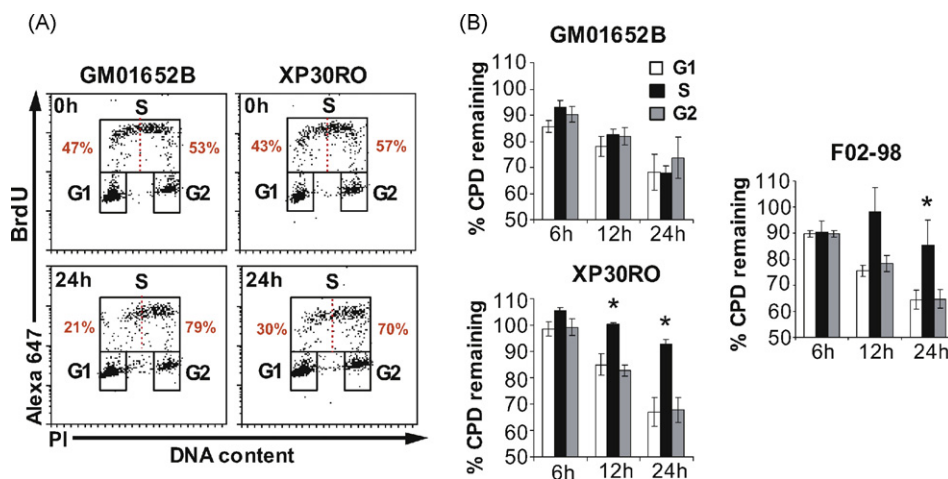 (A)
GM01652B
XP30RO
0h
S
47%
53%
G1
G2
S
43%
57%
G1
G2
24h
S
21%
79%
G1
G2
24h
S
30%
70%
G1
G2
Alexa 647
BrdU
PI
DNA content
(B)
GM01652B
% CPD remaining
110
100
90
80
70
60
50
G1
S
G2
6h 12h 24h
XP30RO
% CPD remaining
110
100
90
80
70
60
50
* *
6h 12h 24h
F02-98
% CPD remaining
110
100
90
80
70
60
50
*
6h 12h 24h